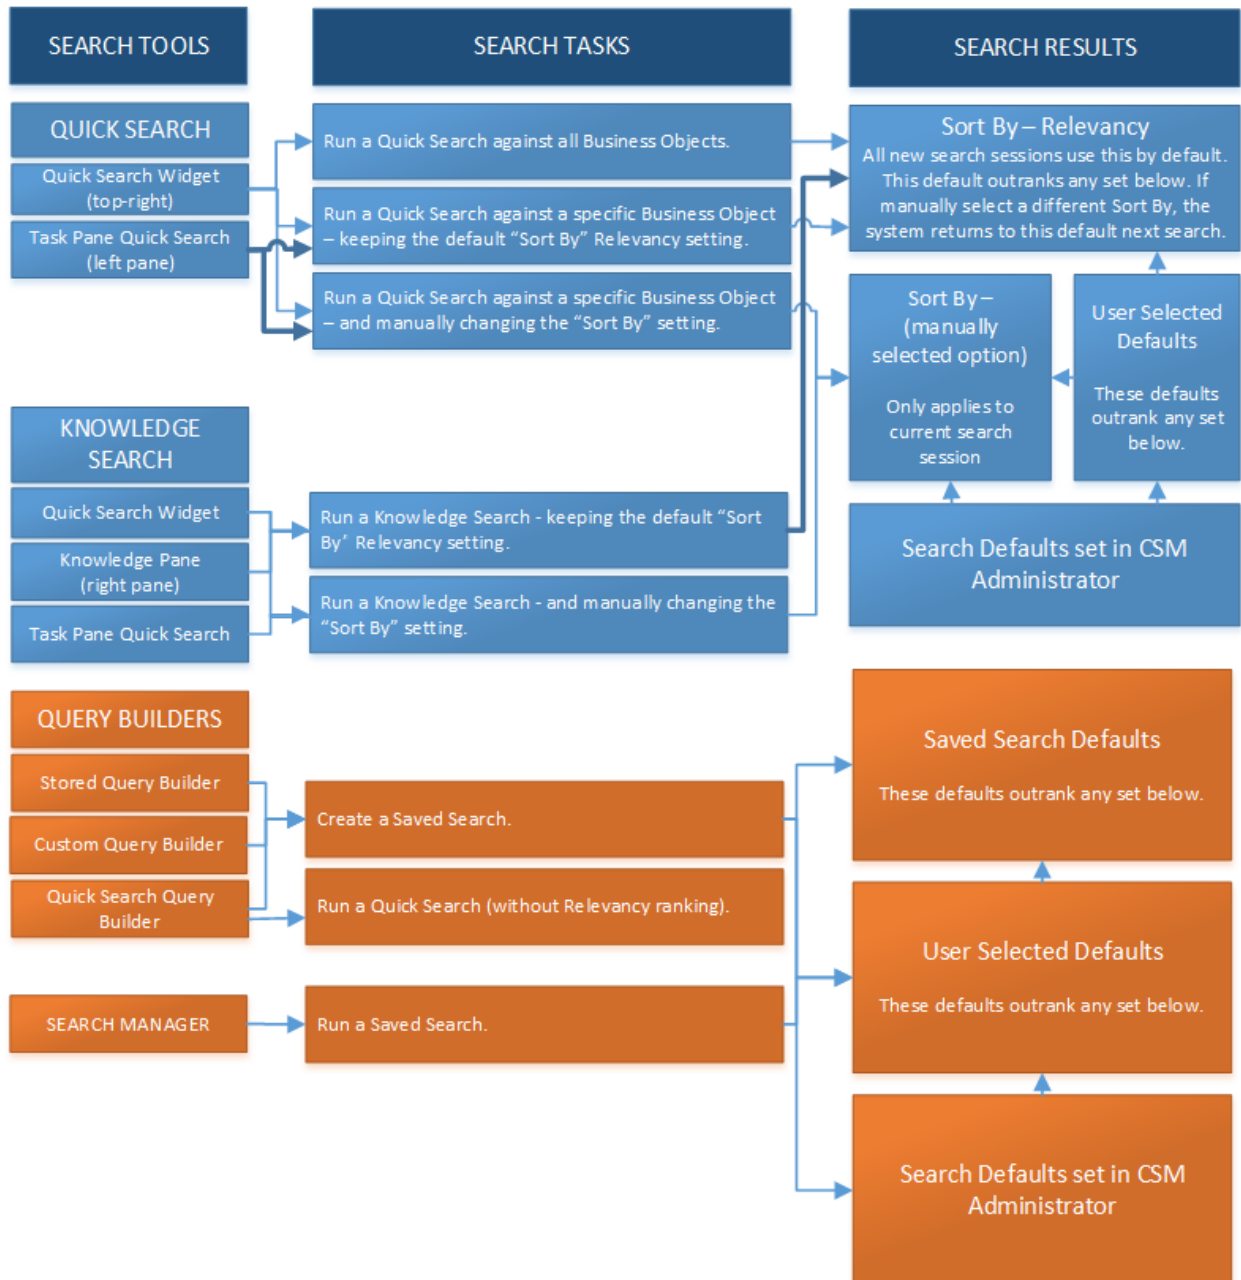 SEARCH TOOLS
SEARCH TASKS
SEARCH RESULTS
QUICK SEARCH
Quick Search Widget
(top-right)
Task Pane Quick Search
(left pane)
Run a Quick Search against all Business Objects.
Run a Quick Search against a specific Business Object
– keeping the default “Sort By” Relevancy setting.
Run a Quick Search against a specific Business Object
– and manually changing the “Sort By” setting.
Sort By – Relevancy
All new search sessions use this by default.
This default outranks any set below. If
manually select a different Sort By, the
system returns to this default next search.
Sort By –
(manually
selected option)
Only applies to
current search
session
User Selected
Defaults
These defaults
outrank any set
below.
Search Defaults set in CSM
Administrator
KNOWLEDGE
SEARCH
Quick Search Widget
Knowledge Pane
(right pane)
Task Pane Quick Search
Run a Knowledge Search - keeping the default “Sort
By’ Relevancy setting.
Run a Knowledge Search - and manually changing the
“Sort By” setting.
QUERY BUILDERS
Stored Query Builder
Custom Query Builder
Quick Search Query
Builder
Create a Saved Search.
Run a Quick Search (without Relevancy ranking).
SEARCH MANAGER
Run a Saved Search.
Saved Search Defaults
These defaults outrank any set below.
User Selected Defaults
These defaults outrank any set below.
Search Defaults set in CSM
Administrator